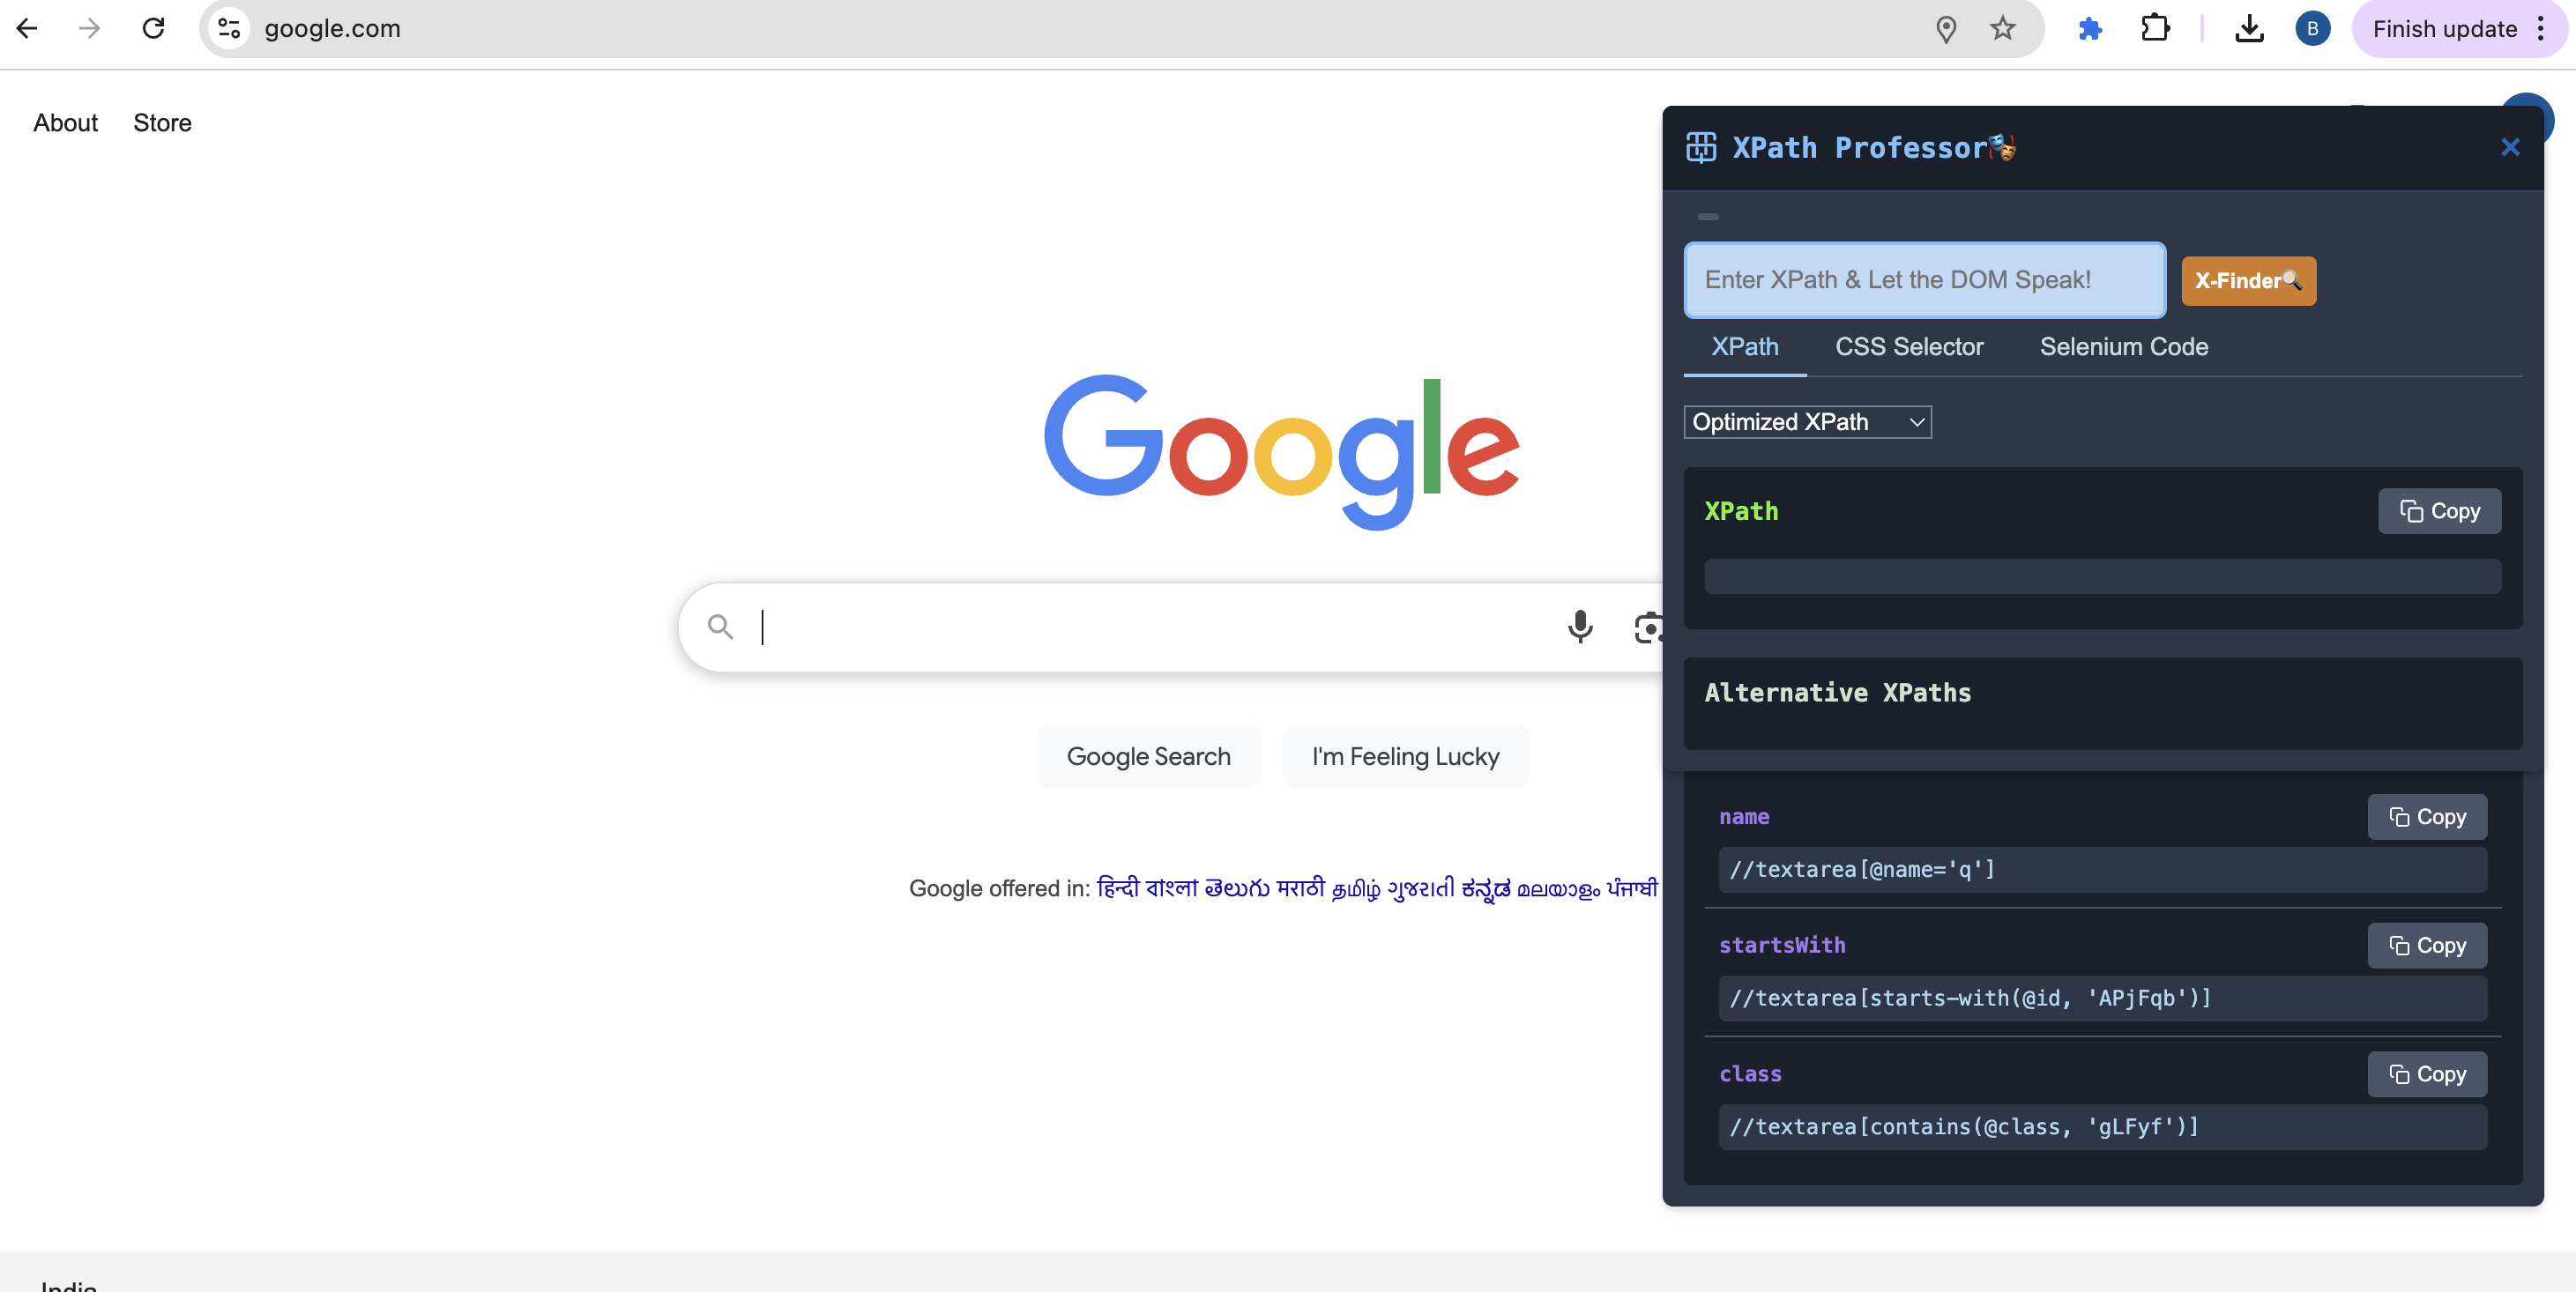 google.com
Finish update
B
About Store
XPath Professor
Enter XPath & Let the DOM Speak!
X-Finder
XPath CSS Selector Selenium Code
Optimized XPath
Google
XPath
Copy
Alternative XPaths
Google Search I'm Feeling Lucky
name
Copy
//textarea[@name='q']
Google offered in: हिन्दी বাংলা తెలుగు मराठी தமிழ் ગુજરાતી ಕನ್ನಡ മലയാളം ਪੰਜਾਬੀ
startsWith
Copy
//textarea[starts-with(@id, 'APjFqb')]
class
Copy
//textarea[contains(@class, 'gLFyf')]
India